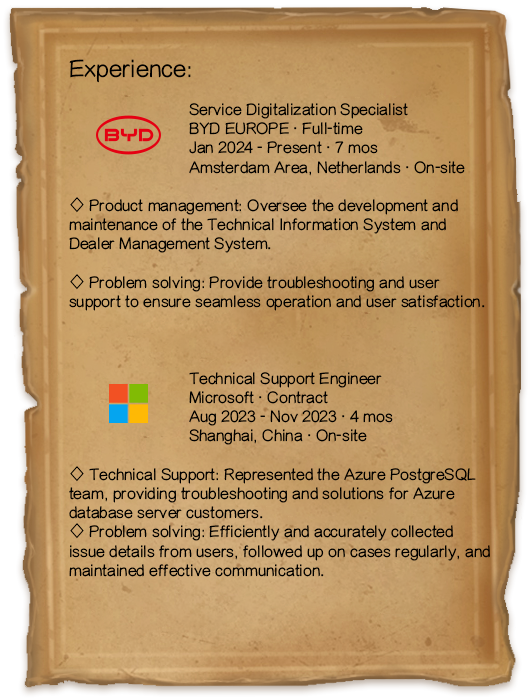 Experience:
BYD
Service Digitalization Specialist
BYD EUROPE · Full-time
Jan 2024 - Present · 7 mos
Amsterdam Area, Netherlands · On-site
◇ Product management: Oversee the development and
maintenance of the Technical Information System and
Dealer Management System.
◇ Problem solving: Provide troubleshooting and user
support to ensure seamless operation and user satisfaction.
Technical Support Engineer
Microsoft · Contract
Aug 2023 - Nov 2023 · 4 mos
Shanghai, China · On-site
◇ Technical Support: Represented the Azure PostgreSQL
team, providing troubleshooting and solutions for Azure
database server customers.
◇ Problem solving: Efficiently and accurately collected
issue details from users, followed up on cases regularly, and
maintained effective communication.